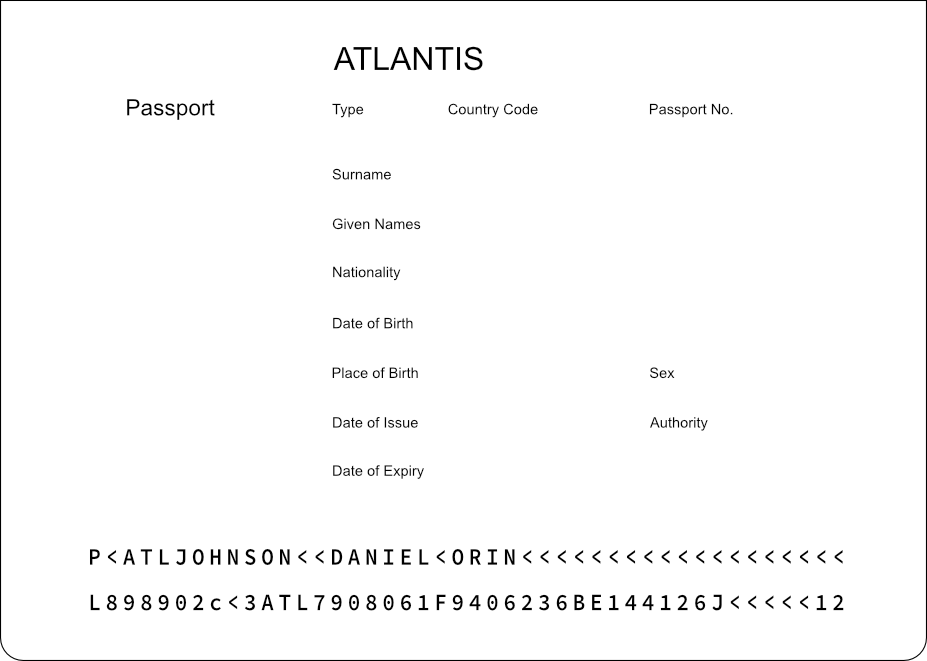 ATLANTIS
Passport Type Country Code Passport No.
Surname
Given Names
Nationality
Date of Birth
Place of Birth Sex
Date of Issue Authority
Date of Expiry
P<ATLJOHNSON<<DANIEL<ORIN<<<<<<<<<<<<<<<<<<<
L898902c<3ATL7908061F9406236BE144126J<<<<<12